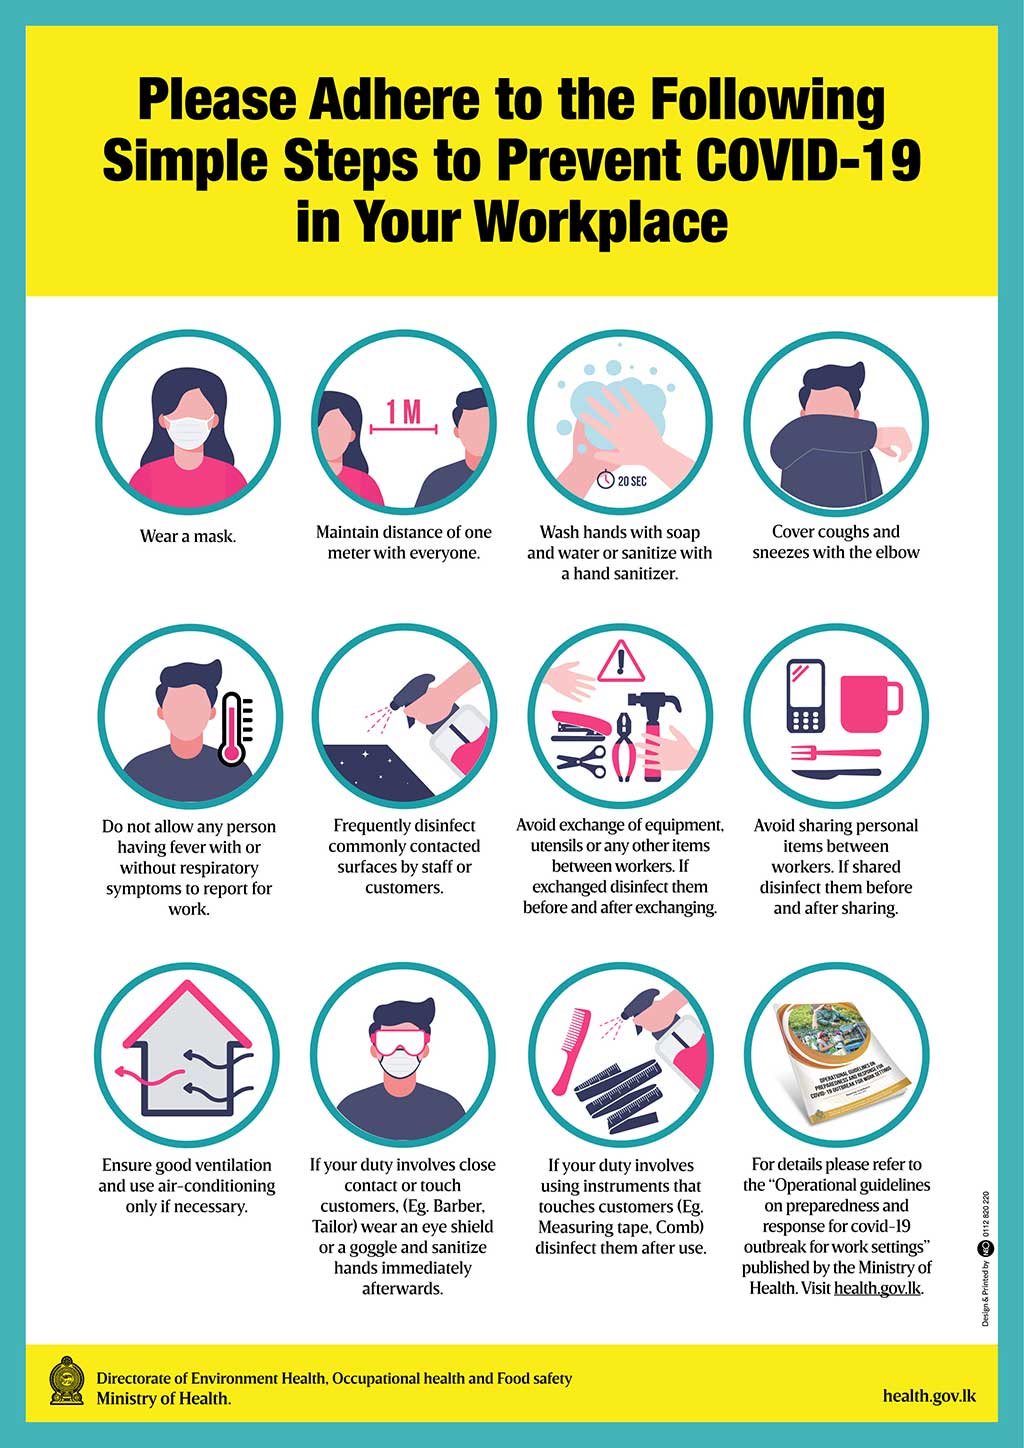 Please Adhere to the Following
Simple Steps to Prevent COVID-19
in Your Workplace
Wear a mask.
1 M
Maintain distance of one
meter with everyone.
20 SEC
Wash hands with soap
and water or sanitize with
a hand sanitizer.
Cover coughs and
sneezes with the elbow
Do not allow any person
having fever with or
without respiratory
symptoms to report for
work.
Frequently disinfect
commonly contacted
surfaces by staff or
customers.
Avoid exchange of equipment,
utensils or any other items
between workers. If
exchanged disinfect them
before and after exchanging.
Avoid sharing personal
items between
workers. If shared
disinfect them before
and after sharing.
Ensure good ventilation
and use air-conditioning
only if necessary.
If your duty involves close
contact or touch
customers, (Eg. Barber,
Tailor) wear an eye shield
or a goggle and sanitize
hands immediately
afterwards.
If your duty involves
using instruments that
touches customers (Eg.
Measuring tape, Comb)
disinfect them after use.
OPERATIONAL GUIDELINES ON
PREPAREDNESS AND RESPONSE FOR
COVID-19 OUTBREAK FOR WORK SETTINGS
For details please refer to
the “Operational guidelines
on preparedness and
response for covid-19
outbreak for work settings”
published by the Ministry of
Health. Visit health.gov.lk.
Design & Printed by NEO 0112 820 220
Directorate of Environment Health, Occupational health and Food safety
Ministry of Health.
health.gov.lk